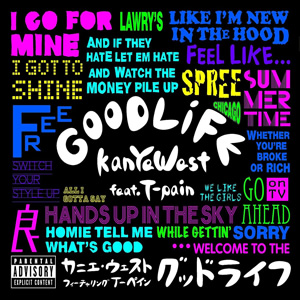 I GO FOR
MINE
I GOT TO
SHINE
LAWRY'S
AND IF THEY
HATE LET EM HATE
AND WATCH THE
MONEY PILE UP
LIKE I'M NEW
IN THE HOOD
FEEL LIKE...
SPREE
CHICAGO
SUM
MER
TIME
FREE
GOODLiFE
KanYeWest
feat. T-pain
WHETHER
YOU'RE
BROKE
OR RICH
SWITCH
YOUR
STYLE UP
ALL I
GOTTA SAY
WE LIKE
THE GIRLS
GO
ON TV
AHEAD
良
HANDS UP IN THE SKY
HOMIE TELL ME
WHILE GETTIN'
SORRY
WHAT'S GOOD
...WELCOME TO THE
PARENTAL
ADVISORY
EXPLICIT CONTENT
カニエ・ウェスト
フィーチャリング T-ペイン
グッドライフ